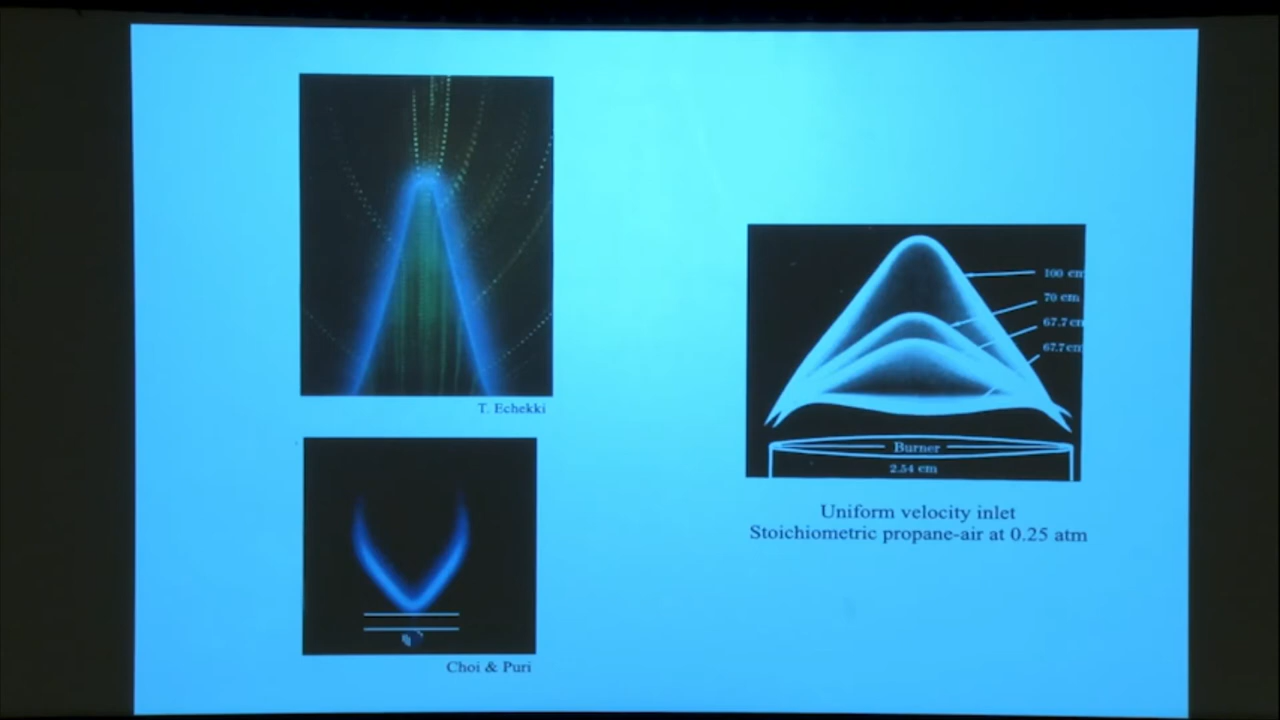 T. Echekki
Choi & Puri
100 cm
70 cm
67.7 cm
67.7 cm
Burner
2.54 cm
Uniform velocity inlet
Stoichiometric propane-air at 0.25 atm